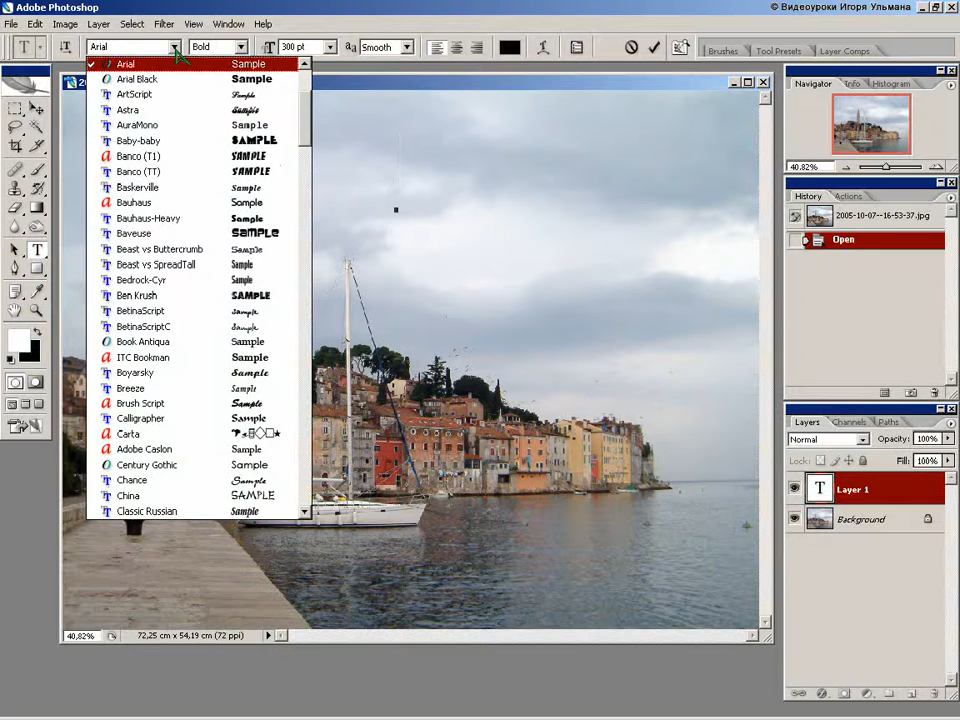 Adobe Photoshop
© Видеоуроки Игоря Ульмана
File Edit Image Layer Select Filter View Window Help
T Arial Bold 300 pt aa Smooth Brushes Tool Presets Layer Comps
Arial Sample
Arial Black Sample
ArtScript Sample
Astra Sample
AuraMono Sample
Baby-baby SAMPLE
Banco (T1) SAMPLE
Banco (TT) SAMPLE
Baskerville Sample
Bauhaus Sample
Bauhaus-Heavy Sample
Baveuse SAMPLE
Beast vs Buttercrumb Sample
Beast vs SpreadTall Sample
Bedrock-Cyr Sample
Ben Krush SAMPLE
BetinaScript Sample
BetinaScriptC Sample
Book Antiqua Sample
ITC Bookman Sample
Boyarsky Sample
Breeze Sample
Brush Script Sample
Calligrapher Sample
Carta
Adobe Caslon Sample
Century Gothic Sample
Chance Sample
China SAMPLE
Classic Russian Sample
40,82% 72,25 cm x 54,19 cm (72 ppi)
Navigator Info Histogram
40.82%
History Actions
2005-10-07--16-53-37.jpg
Open
Layers Channels Paths
Normal Opacity: 100%
Lock: Fill: 100%
T Layer 1
Background